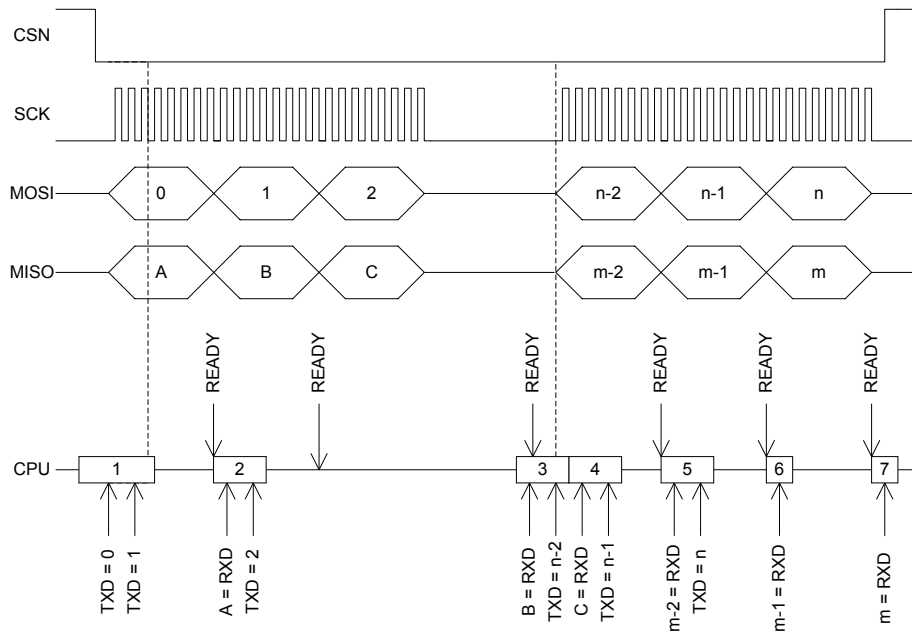 CSN
SCK
MOSI
0
1
2
n-2
n-1
n
MISO
A
B
C
m-2
m-1
m
READY
READY
READY
READY
READY
READY
CPU
1
2
3
4
5
6
7
TXD = 0
TXD = 1
A = RXD
TXD = 2
B = RXD
TXD = n-2
C = RXD
TXD = n-1
m-2 = RXD
TXD = n
m-1 = RXD
m = RXD